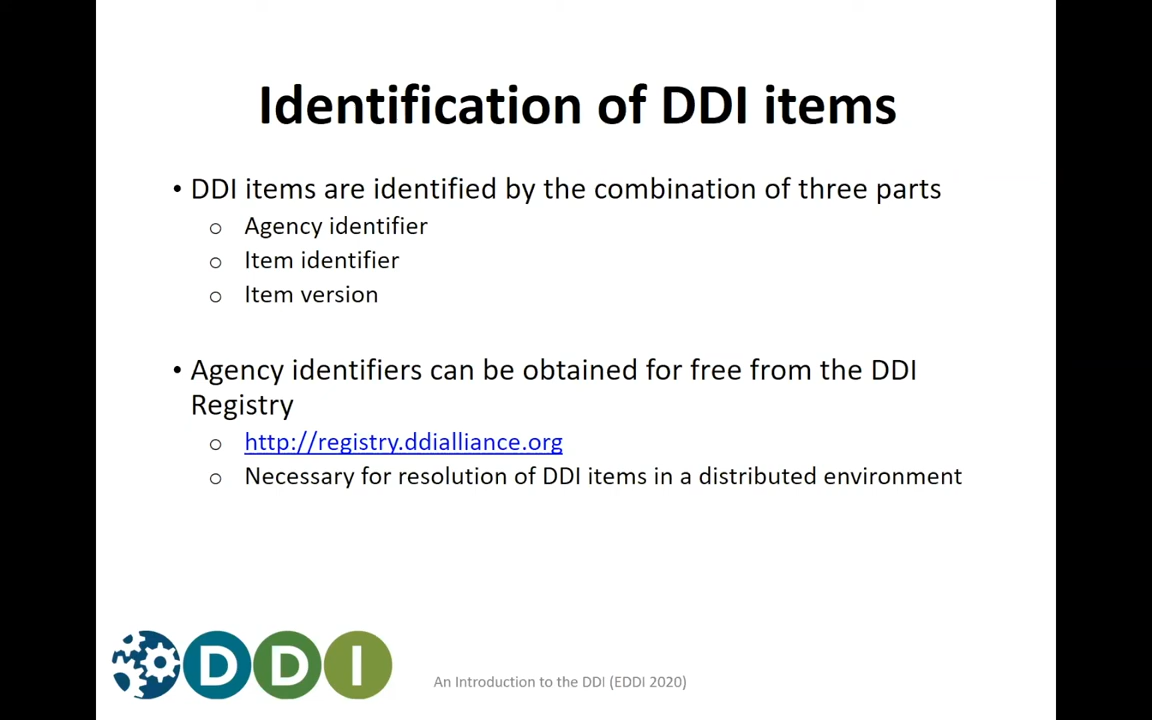 Identification of DDI items
• DDI items are identified by the combination of three parts
o Agency identifier
o Item identifier
o Item version
• Agency identifiers can be obtained for free from the DDI
Registry
o http://registry.ddialliance.org
o Necessary for resolution of DDI items in a distributed environment
DDI
An Introduction to the DDI (EDDI 2020)